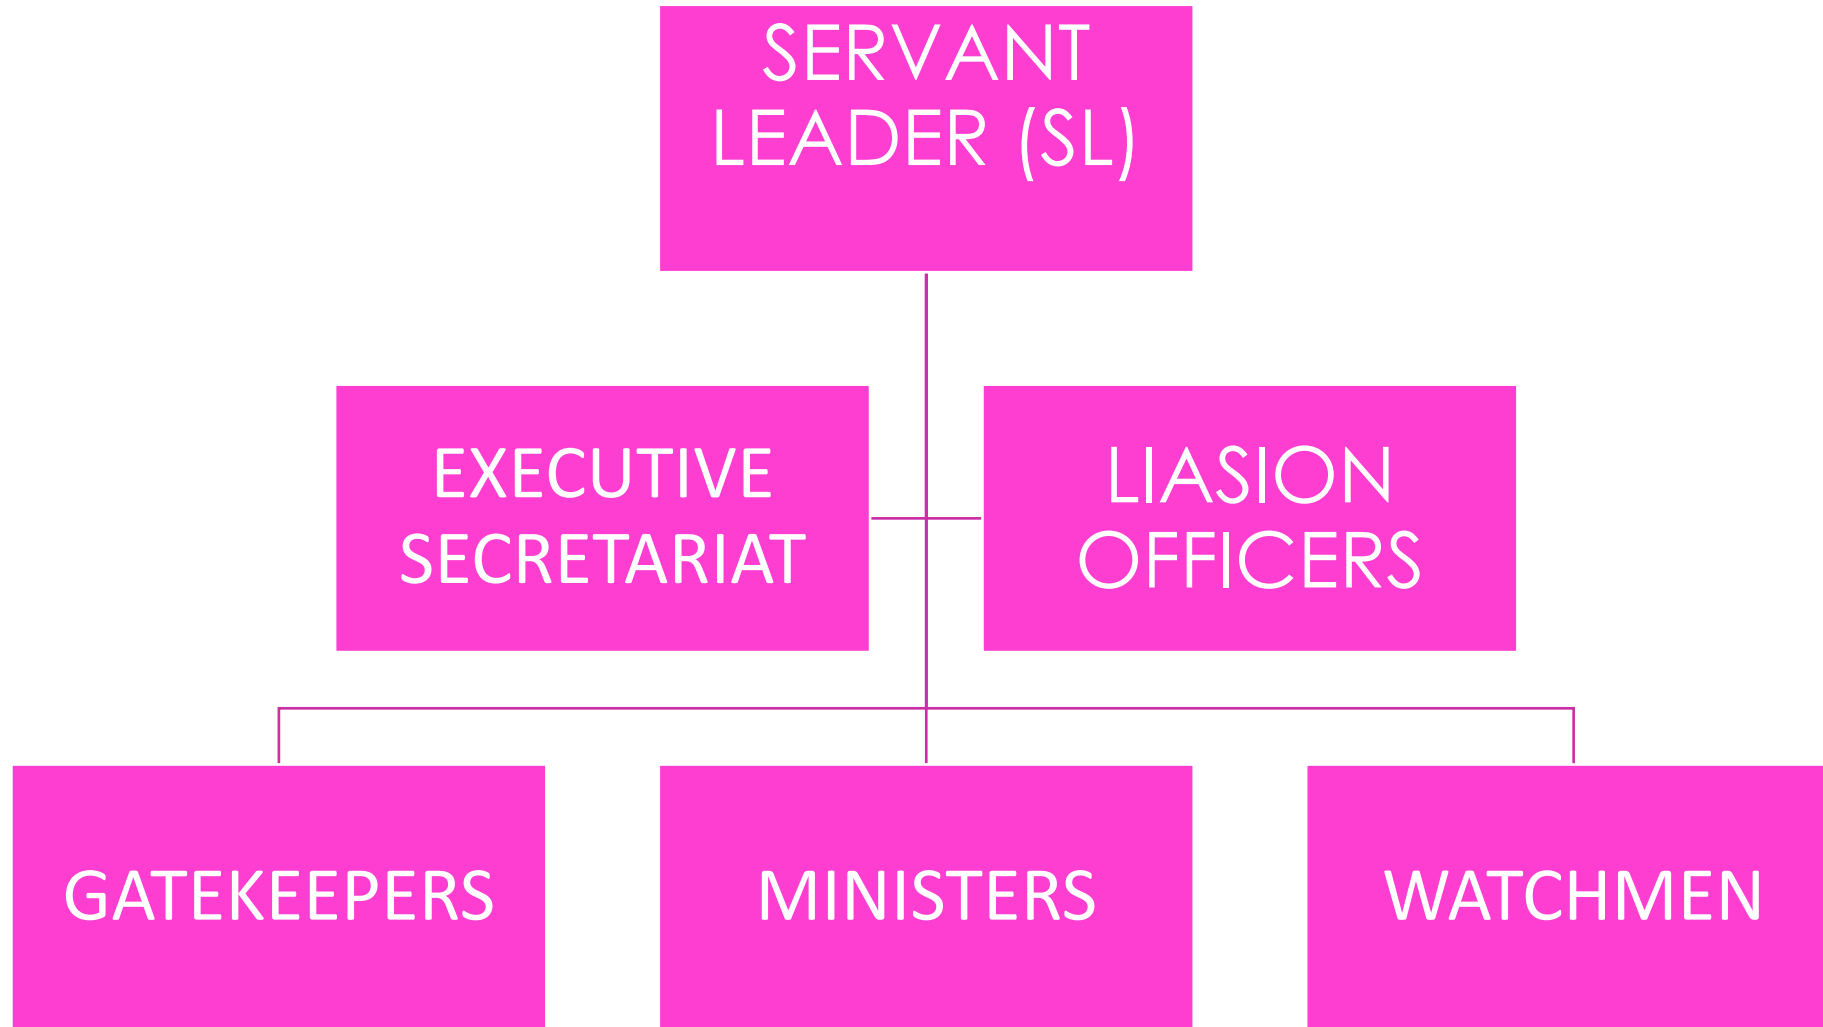 SERVANT
LEADER (SL)
EXECUTIVE
SECRETARIAT
LIASION
OFFICERS
GATEKEEPERS
MINISTERS
WATCHMEN